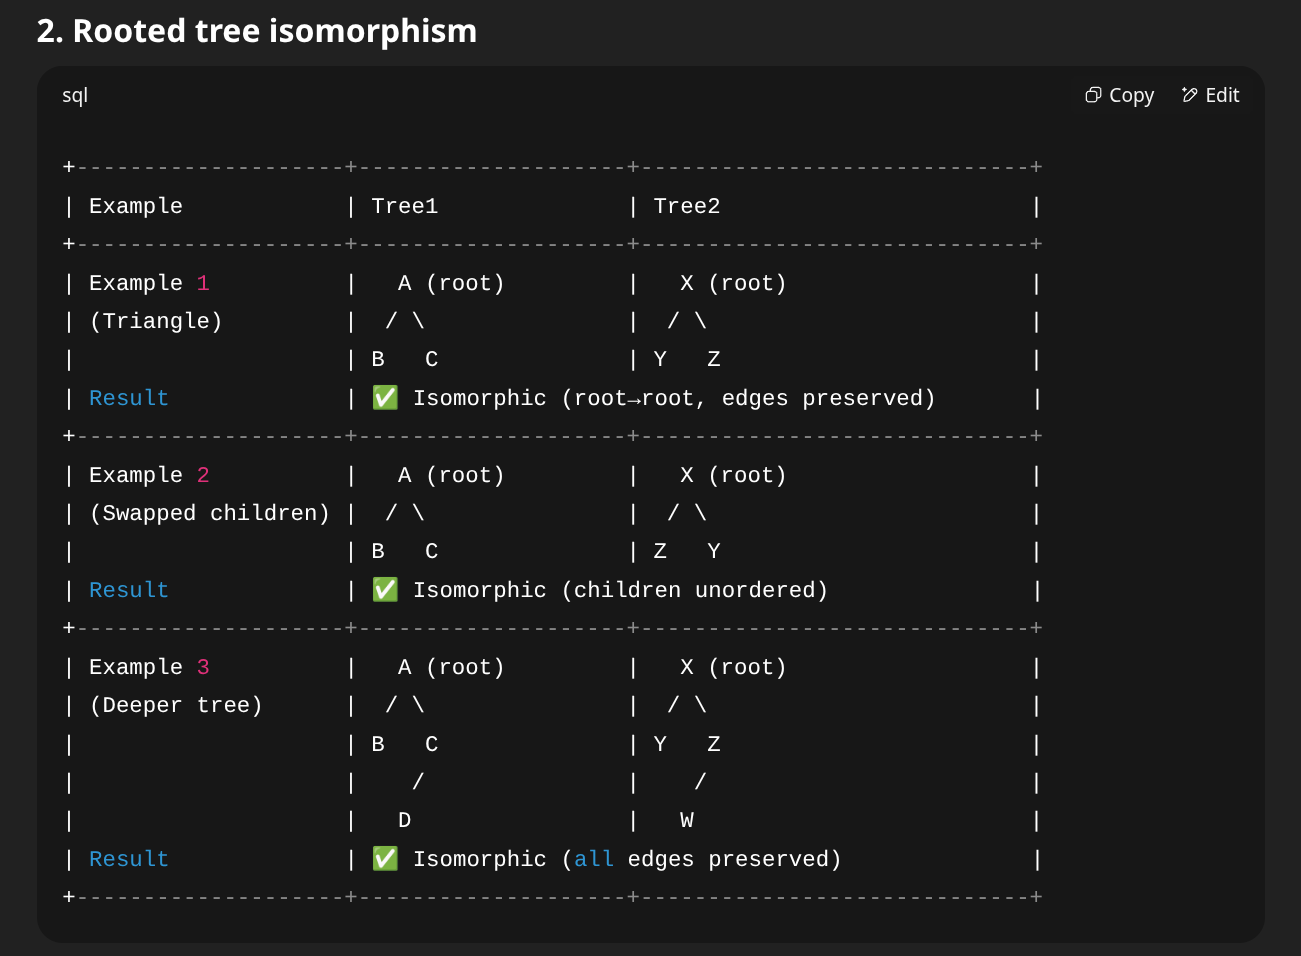 2. Rooted tree isomorphism
sql
Copy Edit
+--------------------+--------------------+-----------------------------+
| Example            | Tree1              | Tree2                       |
+--------------------+--------------------+-----------------------------+
| Example 1          |   A (root)         |   X (root)                  |
| (Triangle)         |  / \               |  / \                        |
|                    | B   C              | Y   Z                       |
| Result             | ✅ Isomorphic (root→root, edges preserved)       |
+--------------------+--------------------+-----------------------------+
| Example 2          |   A (root)         |   X (root)                  |
| (Swapped children) |  / \               |  / \                        |
|                    | B   C              | Z   Y                       |
| Result             | ✅ Isomorphic (children unordered)               |
+--------------------+--------------------+-----------------------------+
| Example 3          |   A (root)         |   X (root)                  |
| (Deeper tree)      |  / \               |  / \                        |
|                    | B   C              | Y   Z                       |
|                    |    /               |    /                        |
|                    |   D                |   W                         |
| Result             | ✅ Isomorphic (all edges preserved)              |
+--------------------+--------------------+-----------------------------+